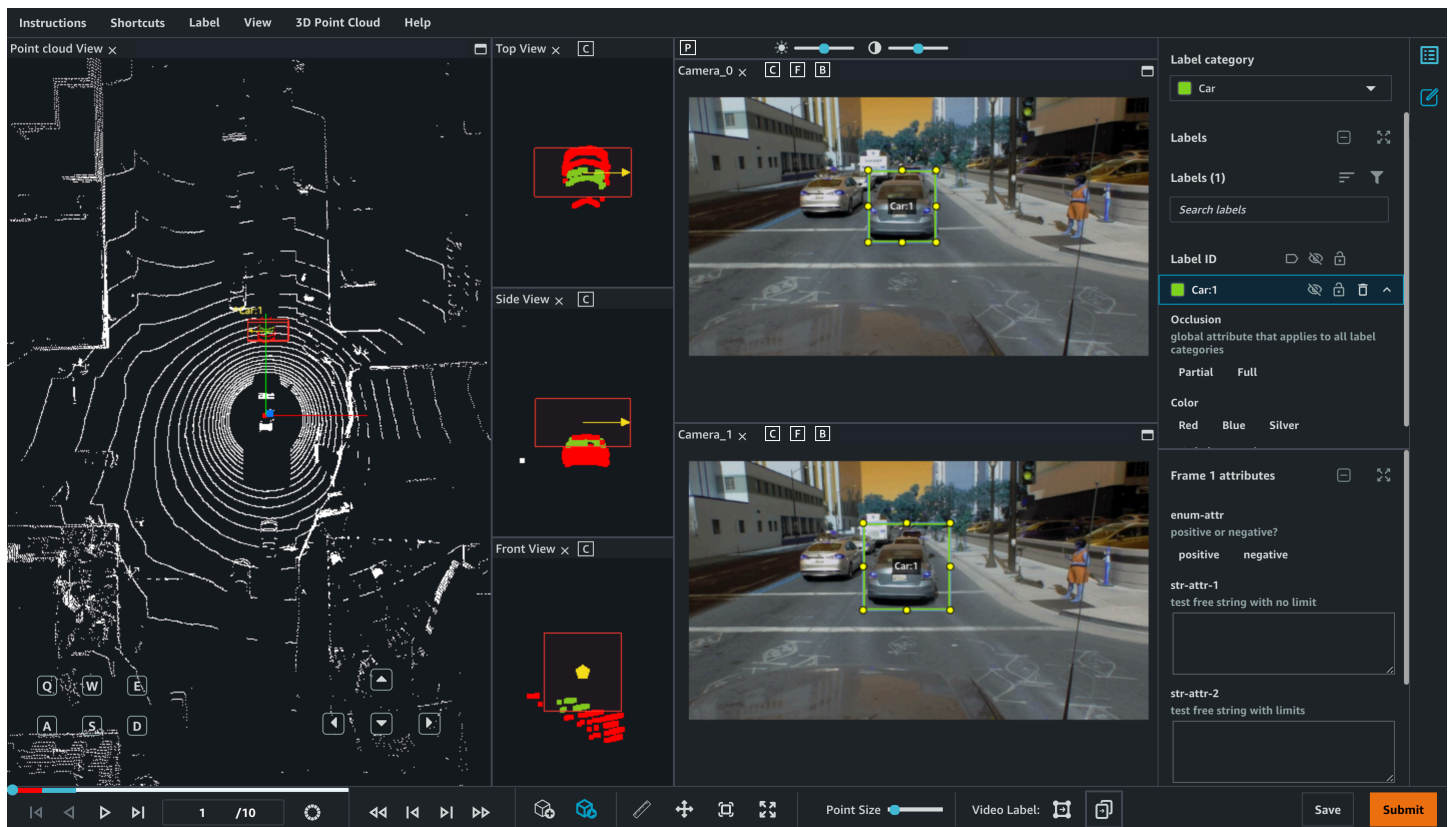 Instructions Shortcuts Label View 3D Point Cloud Help
Point cloud View
Car:1
Q W E
A S D
Top View C
Side View C
Front View C
P
Camera_0 C F B
Car:1
Camera_1 C F B
Car:1
Label category
Car
Labels
Labels (1)
Search labels
Label ID
Car:1
Occlusion
global attribute that applies to all label
categories
Partial Full
Color
Red Blue Silver
Frame 1 attributes
enum-attr
positive or negative?
positive negative
str-attr-1
test free string with no limit
str-attr-2
test free string with limits
1 /10
Point Size
Video Label:
Save
Submit